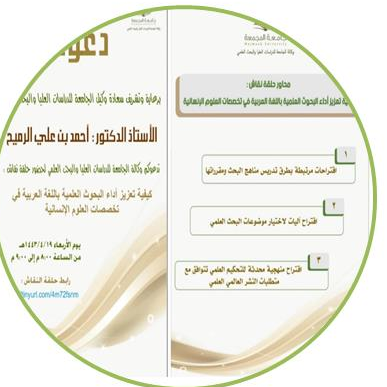 دعو
برعاية وتشريف سعادة وكيل الجامعة للدراسات العليا والبحث
الأستاذ الدكتور : أحمد بن علي الرميح
تدعوكم وكالة الجامعة للدراسات العليا والبحث العلمي لحضور حلقة نقاش :
كيفية تعزيز أداء البحوث العلمية باللغة العربية في
تخصصات العلوم الإنسانية
يوم الأربعاء ١٤٤٣/٤/١٩هـ
من الساعة ٨:٠٠ م إلى ٩:٠٠ م
رابط حلقة النقاش :
tinyurl.com/4m72fsnm
جامعة المجمعة
محاور حلقة نقاش :
تعزيز أداء البحوث العلمية باللغة العربية في تخصصات العلوم الإنسانية
١
اقتراحات مرتبطة بطرق تدريس مناهج البحث ومقرراتها
٢
اقتراح آليات لاختيار موضوعات البحث العلمي
٣
اقتراح منهجية محدثة للتحكيم العلمي تتوافق مع
متطلبات النشر العالمي العلمي